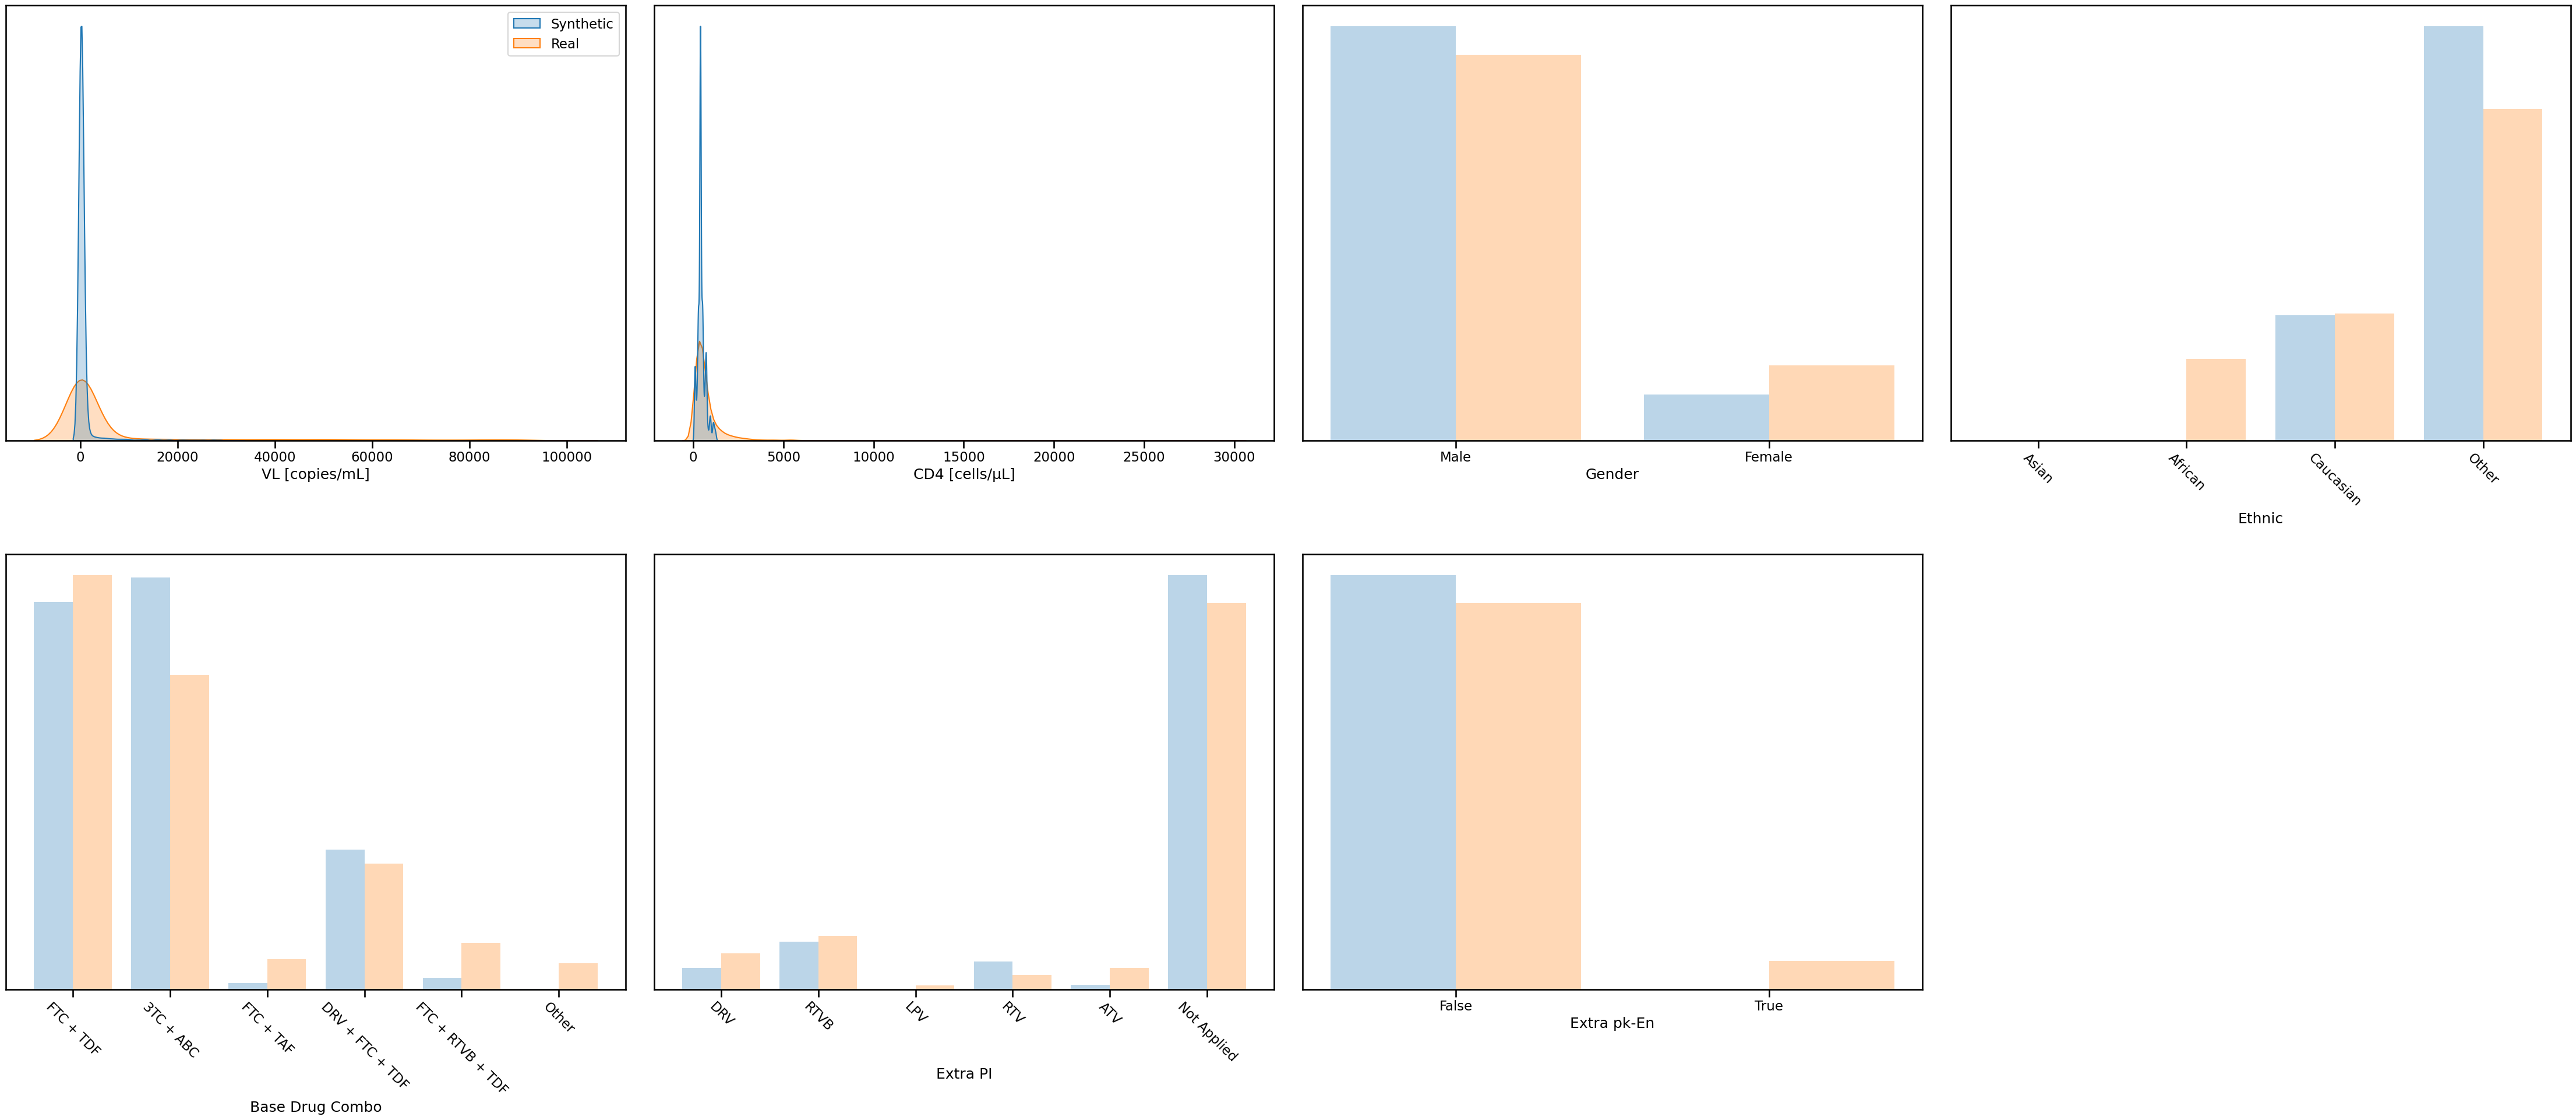 Synthetic
Real
0 20000 40000 60000 80000 100000
VL [copies/mL]
0 5000 10000 15000 20000 25000 30000
CD4 [cells/μL]
Male Female
Gender
Asian African Caucasian Other
Ethnic
FTC + TDF 3TC + ABC FTC + TAF DRV + FTC + TDF FTC + RTVB + TDF Other
Base Drug Combo
DRV RTVB LPV RTV ATV Not Applied
Extra PI
False True
Extra pk-En